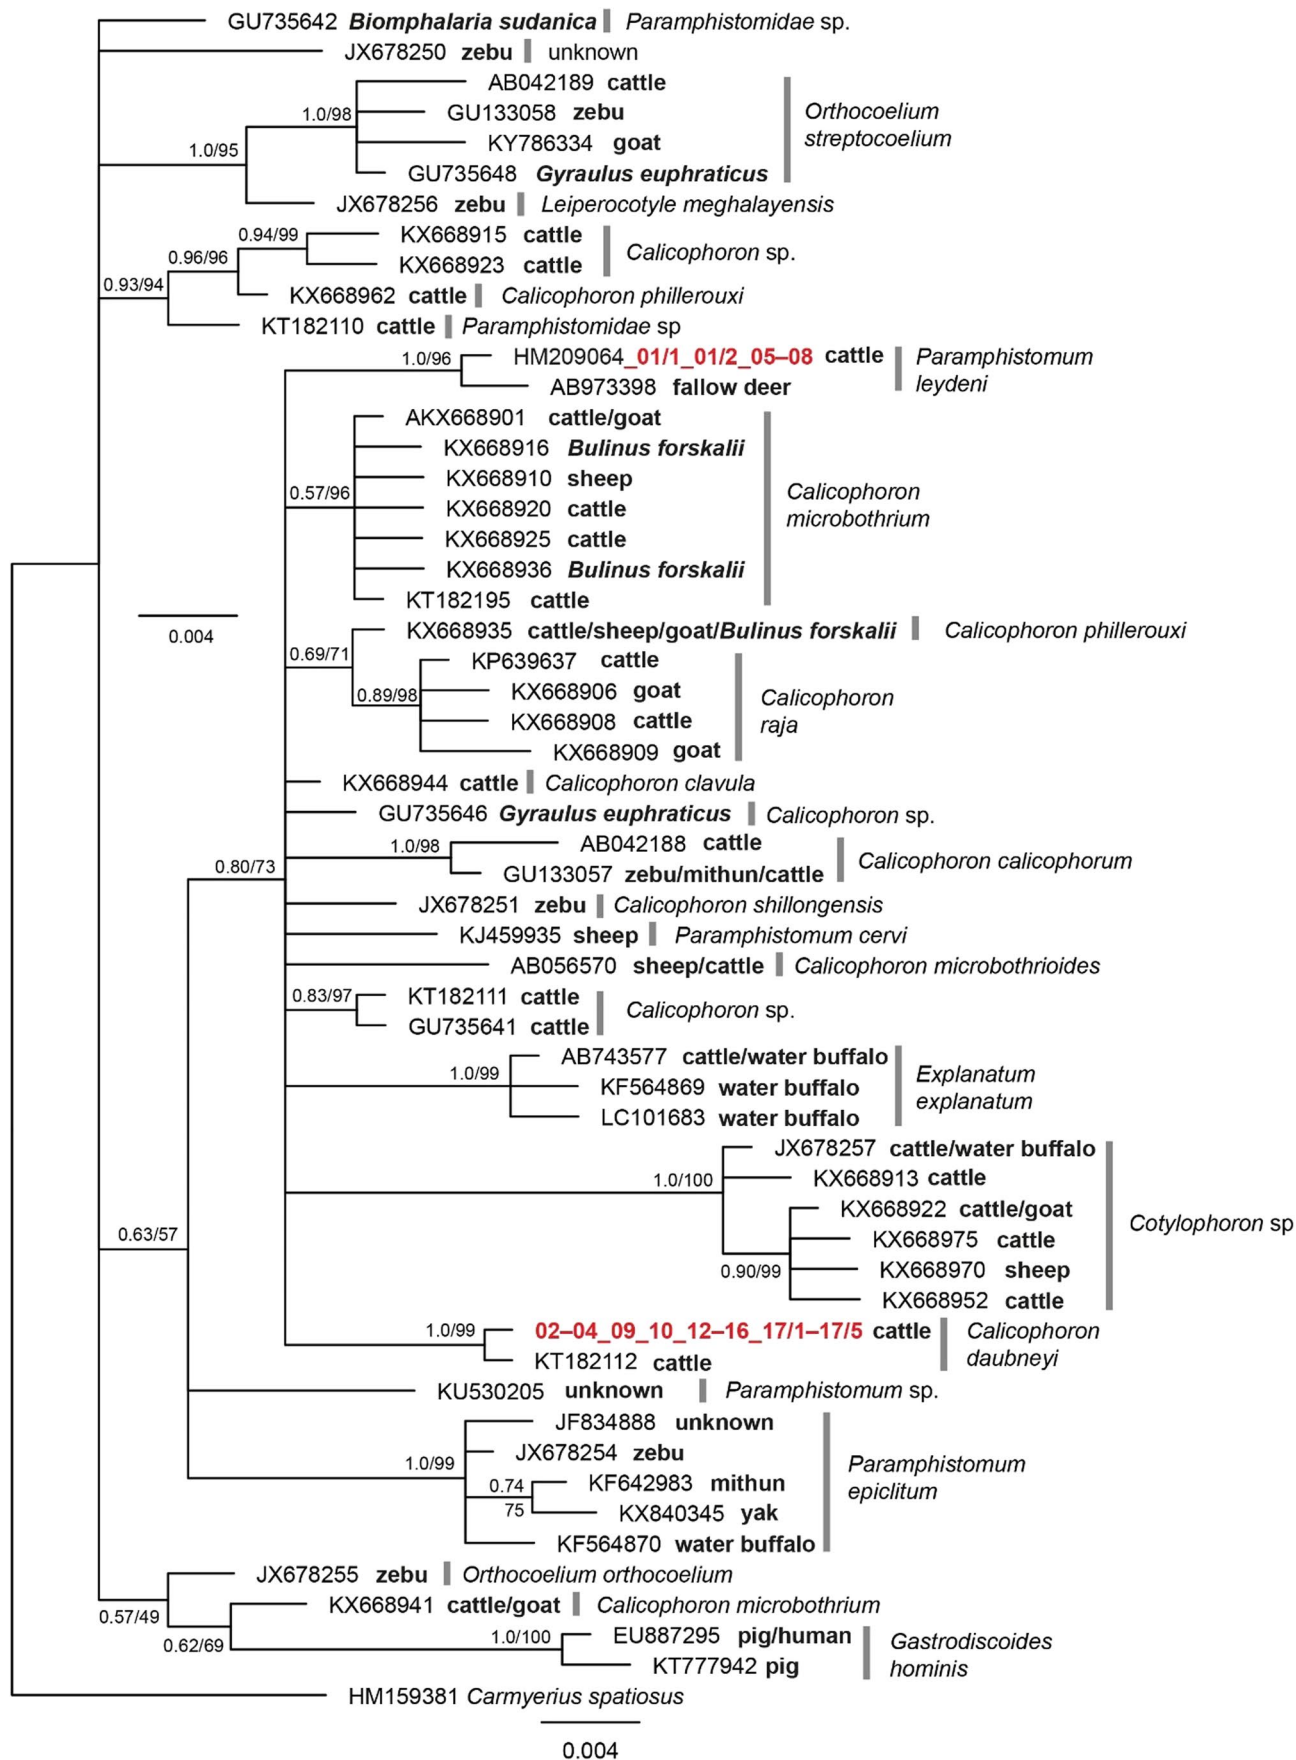 GU735642 Biomphalaria sudanica Paramphistomidae sp.
JX678250 zebu unknown
AB042189 cattle
GU133058 zebu
Orthocoelium
streptocoelium
1.0/98
KY786334 goat
1.0/95
GU735648 Gyraulus euphraticus
JX678256 zebu Leiperocotyle meghalayensis
0.94/99
KX668915 cattle
Calicophoron sp.
0.96/96
KX668923 cattle
0.93/94
KX668962 cattle Calicophoron phillerouxi
KT182110 cattle Paramphistomidae sp
1.0/96
HM209064_01/1_01/2_05–08 cattle
Paramphistomum
leydeni
AB973398 fallow deer
AKX668901 cattle/goat
KX668916 Bulinus forskalii
KX668910 sheep
0.57/96
Calicophoron
microbothrium
KX668920 cattle
KX668925 cattle
KX668936 Bulinus forskalii
KT182195 cattle
0.004
KX668935 cattle/sheep/goat/Bulinus forskalii Calicophoron phillerouxi
0.69/71
KP639637 cattle
0.89/98
KX668906 goat
Calicophoron
raja
KX668908 cattle
KX668909 goat
KX668944 cattle Calicophoron clavula
GU735646 Gyraulus euphraticus Calicophoron sp.
1.0/98
AB042188 cattle
Calicophoron calicophorum
0.80/73
GU133057 zebu/mithun/cattle
JX678251 zebu Calicophoron shillongensis
KJ459935 sheep Paramphistomum cervi
AB056570 sheep/cattle Calicophoron microbothrioides
0.83/97
KT182111 cattle
Calicophoron sp.
GU735641 cattle
AB743577 cattle/water buffalo
1.0/99
KF564869 water buffalo
Explanatum
explanatum
LC101683 water buffalo
JX678257 cattle/water buffalo
1.0/100
KX668913 cattle
KX668922 cattle/goat
Cotylophoron sp
KX668975 cattle
0.63/57
0.90/99
KX668970 sheep
KX668952 cattle
1.0/99
02–04_09_10_12–16_17/1–17/5 cattle
Calicophoron
daubneyi
KT182112 cattle
KU530205 unknown Paramphistomum sp.
JF834888 unknown
JX678254 zebu
1.0/99
Paramphistomum
epiclitum
0.74
75
KF642983 mithun
KX840345 yak
KF564870 water buffalo
JX678255 zebu Orthocoelium orthocoelium
0.57/49
KX668941 cattle/goat Calicophoron microbothrium
0.62/69
1.0/100
EU887295 pig/human
Gastrodiscoides
hominis
KT777942 pig
HM159381 Carmyerius spatiosus
0.004